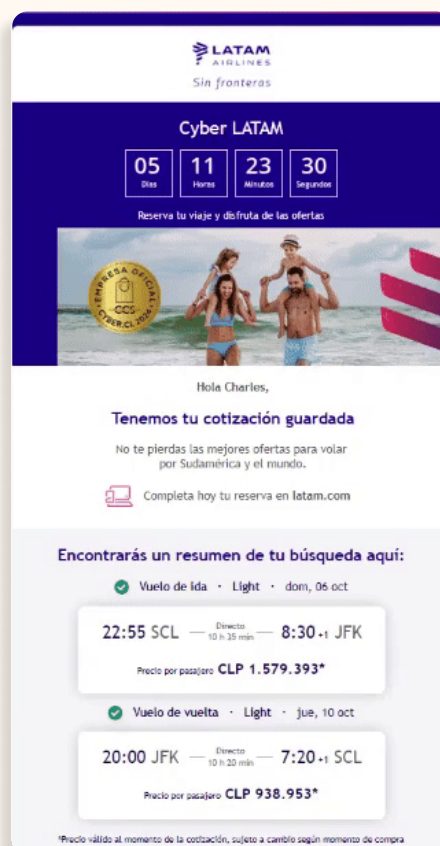 LATAM
AIRLINES
Sin fronteras
Cyber LATAM
05 11 23 30
Días Horas Minutos Segundos
Reserva tu viaje y disfruta de las ofertas
EMPRESA OFICIAL
CCS
CYBER.CL 2024
Hola Charles,
Tenemos tu cotización guardada
No te pierdas las mejores ofertas para volar
por Sudamérica y el mundo.
Completa hoy tu reserva en latam.com
Encontrarás un resumen de tu búsqueda aquí:
Vuelo de ida · Light · dom, 06 oct
Directo
22:55 SCL — 10 h 35 min — 8:30 +1 JFK
Precio por pasajero CLP 1.579.393*
Vuelo de vuelta · Light · jue, 10 oct
Directo
20:00 JFK — 10 h 20 min — 7:20 +1 SCL
Precio por pasajero CLP 938.953*
*Precio válido al momento de la cotización, sujeto a cambio según momento de compra